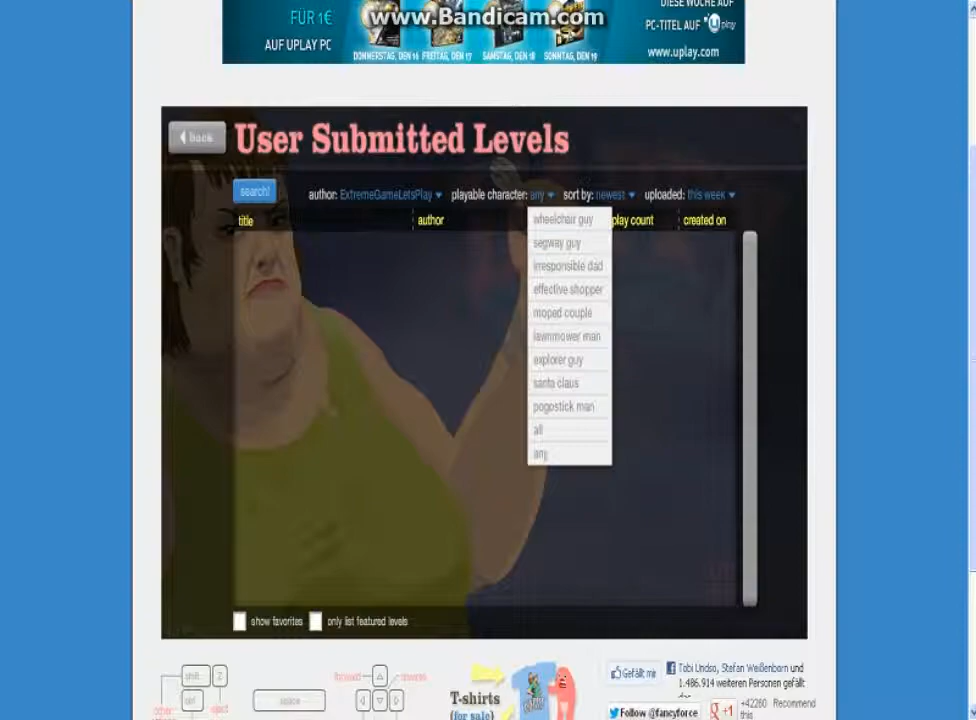 DIESE WOCHE AUF
FÜR 1€
www.Bandicam.com
PC-TITEL AUF uplay
AUF UPLAY PC
DONNERSTAG, DEN 16 FREITAG, DEN 17 SAMSTAG, DEN 18 SONNTAG, DEN 19
www.uplay.com
Back
User Submitted Levels
search!
author: ExtremeGameLetsPlay playable character: any sort by: newest uploaded: this week
title author play count created on
wheelchair guy
segway guy
irresponsible dad
effective shopper
moped couple
lawnmower man
explorer guy
santa claus
pogostick man
all
any
show favorites only list featured levels
shift Z
forward
ctrl eject
space
T-shirts
(for sale)
Gefällt mir
Tobi Lindso, Stefan Weißenborn und
1.486.914 weiteren Personen gefällt
Follow @fancyforce
+1
+42260 Recommend
this